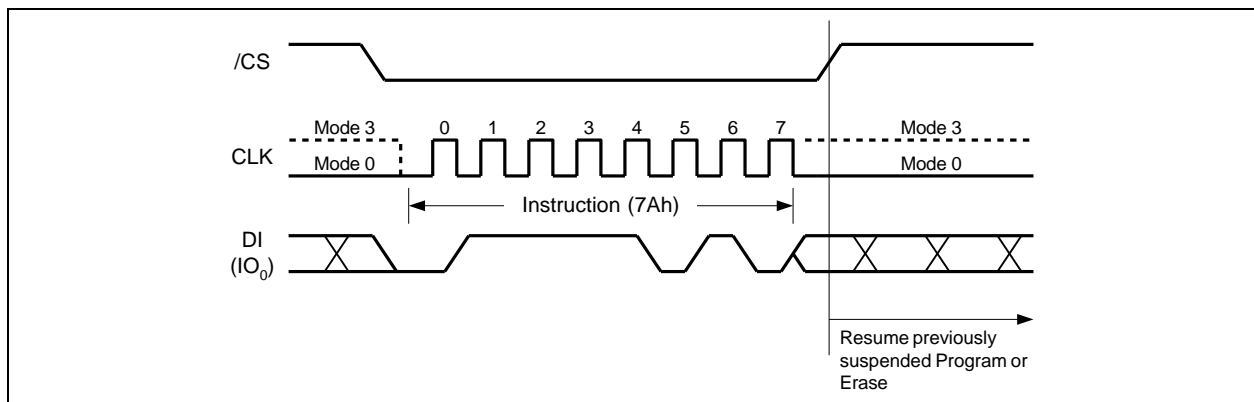 /CS
Mode 3
0 1 2 3 4 5 6 7
Mode 3
CLK
Mode 0
Mode 0
Instruction (7Ah)
DI
(IO0)
Resume previously
suspended Program or
Erase